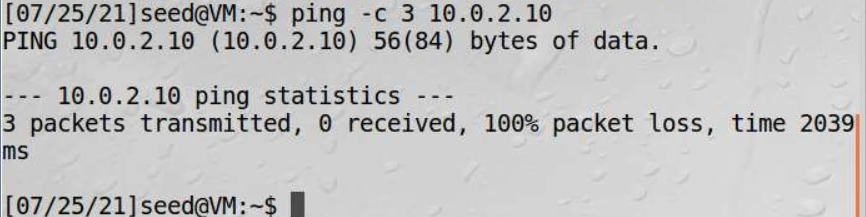 [07/25/21]seed@VM:~$ ping -c 3 10.0.2.10
PING 10.0.2.10 (10.0.2.10) 56(84) bytes of data.
--- 10.0.2.10 ping statistics ---
3 packets transmitted, 0 received, 100% packet loss, time 2039
ms
[07/25/21]seed@VM:~$